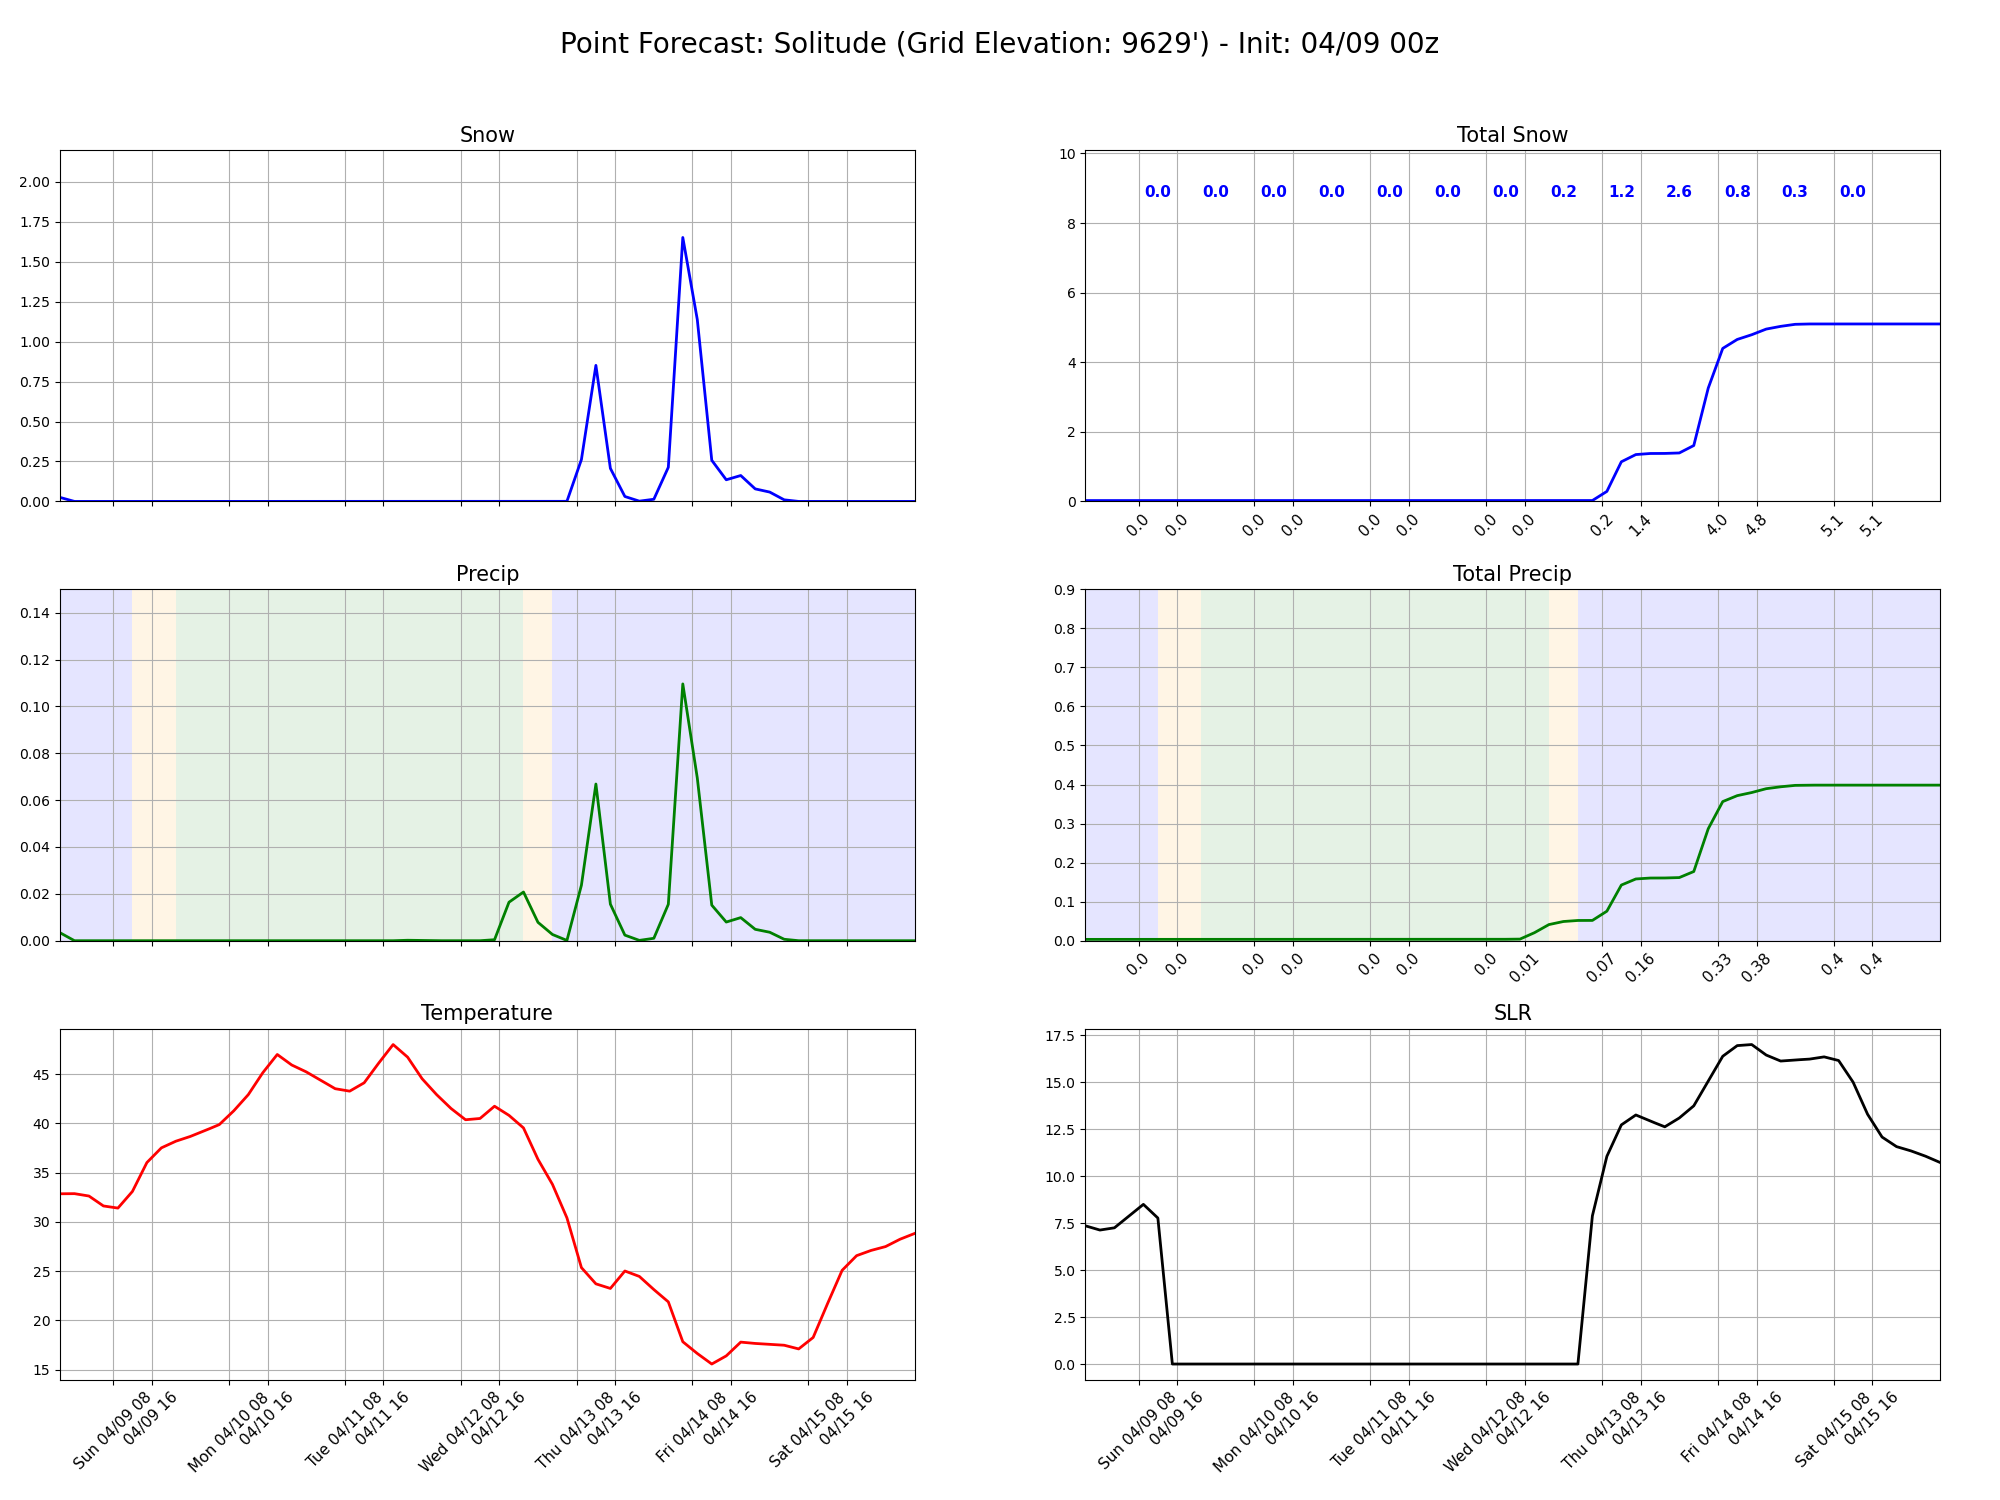 Point Forecast: Solitude (Grid Elevation: 9629') - Init: 04/09 00z
Snow
2.00
1.75
1.50
1.25
1.00
0.75
0.50
0.25
0.00
Total Snow
10
8
6
4
2
0
0.0 0.0 0.0 0.0 0.0 0.0 0.0 0.2 1.2 2.6 0.8 0.3 0.0
0.0 0.0 0.0 0.0 0.0 0.0 0.0 0.0 0.2 1.4 4.0 4.8 5.1 5.1
Precip
0.14
0.12
0.10
0.08
0.06
0.04
0.02
0.00
Total Precip
0.9
0.8
0.7
0.6
0.5
0.4
0.3
0.2
0.1
0.0
0.0 0.0 0.0 0.0 0.0 0.0 0.0 0.01 0.07 0.16 0.33 0.38 0.4 0.4
Temperature
45
40
35
30
25
20
15
Sun 04/09 08
04/09 16
Mon 04/10 08
04/10 16
Tue 04/11 08
04/11 16
Wed 04/12 08
04/12 16
Thu 04/13 08
04/13 16
Fri 04/14 08
04/14 16
Sat 04/15 08
04/15 16
SLR
17.5
15.0
12.5
10.0
7.5
5.0
2.5
0.0
Sun 04/09 08
04/09 16
Mon 04/10 08
04/10 16
Tue 04/11 08
04/11 16
Wed 04/12 08
04/12 16
Thu 04/13 08
04/13 16
Fri 04/14 08
04/14 16
Sat 04/15 08
04/15 16